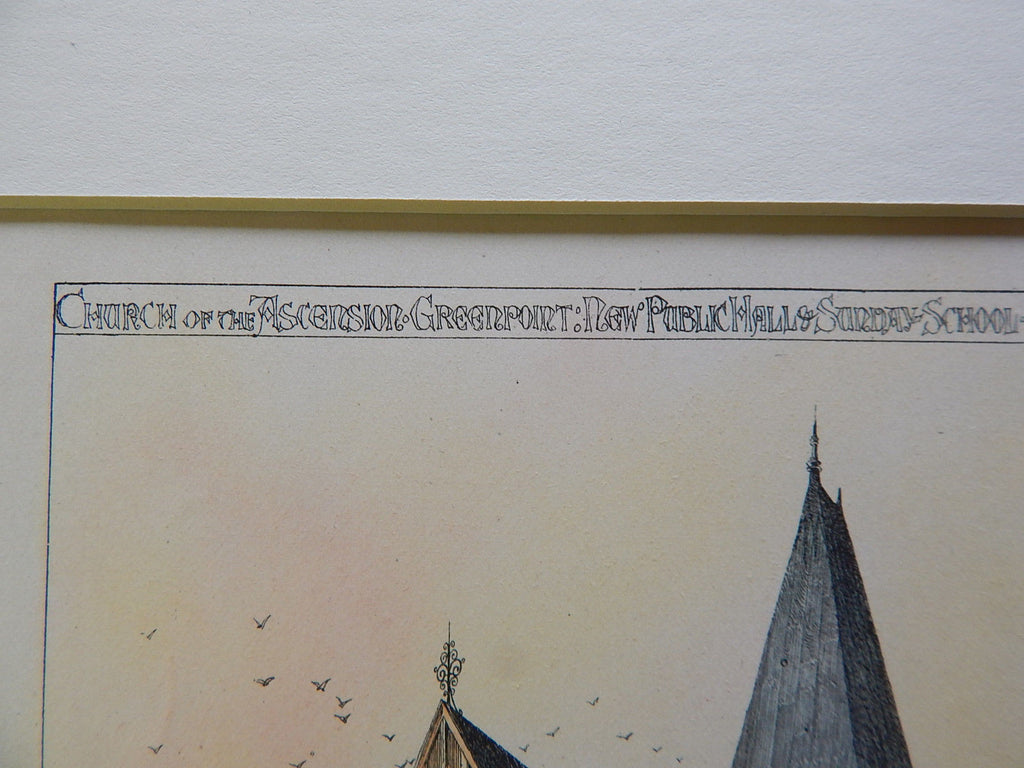 Church of the Ascension · Greenpoint : New Public Hall & Sunday-School-